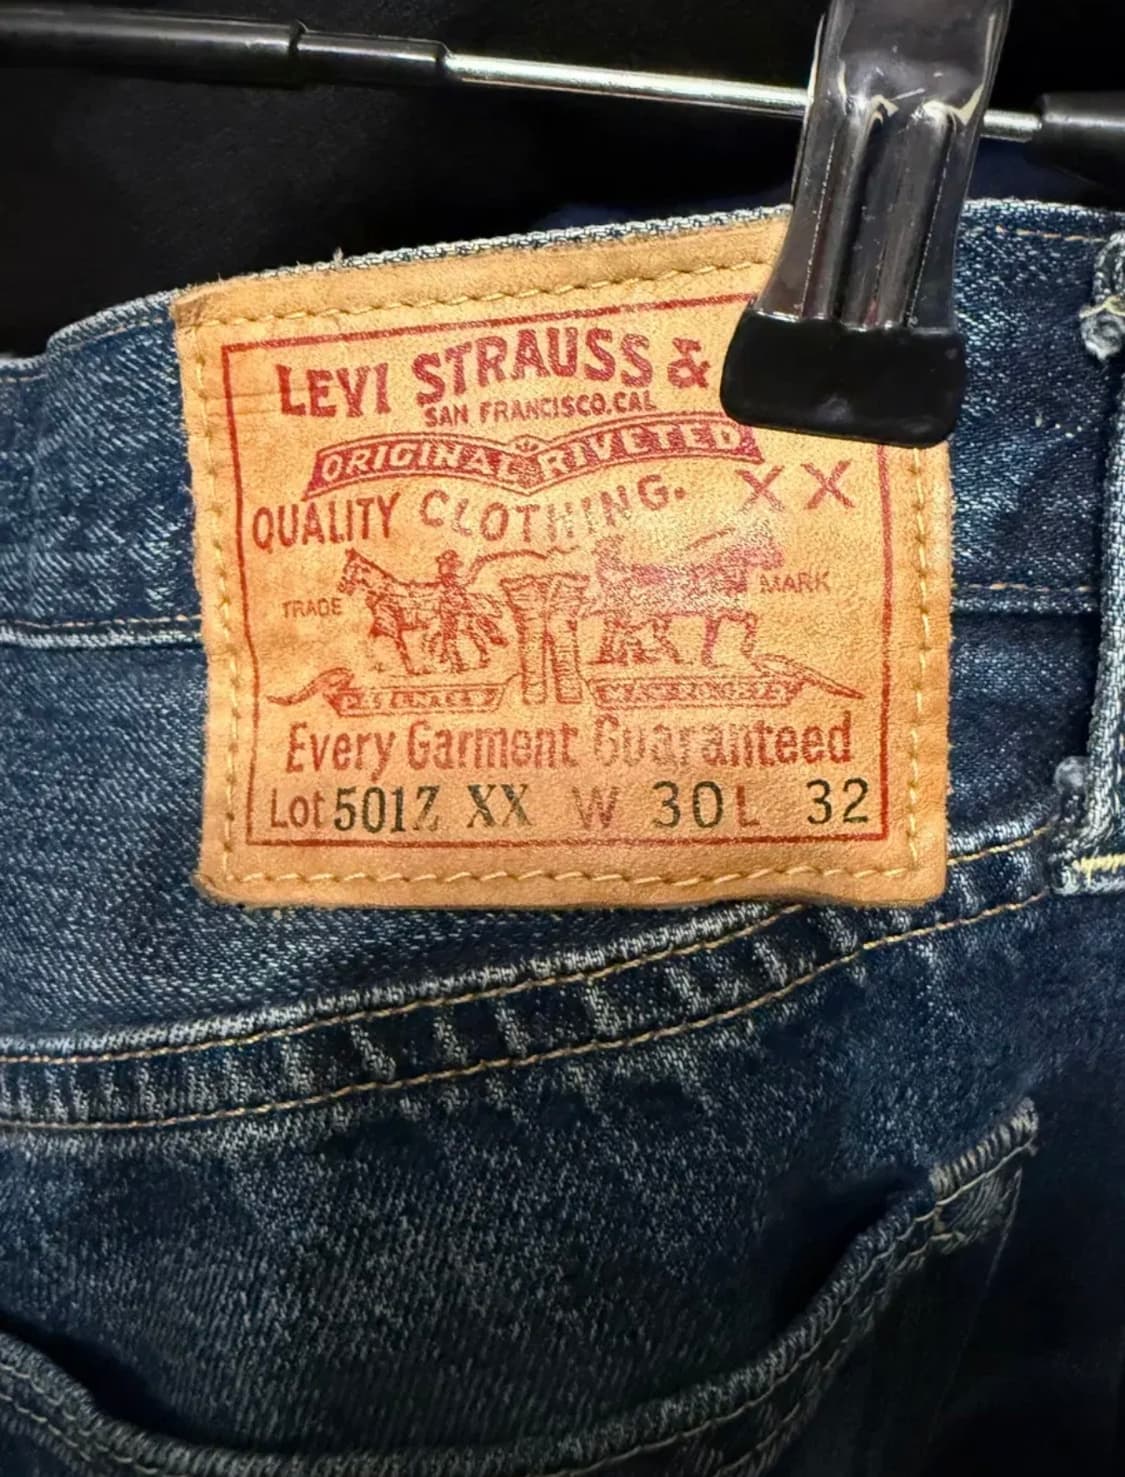 LEVI STRAUSS &
SAN FRANCISCO.CAL
ORIGINAL RIVETED
QUALITY CLOTHING. XX
TRADE MARK
Every Garment Guaranteed
Lot 501Z XX W 30 L 32